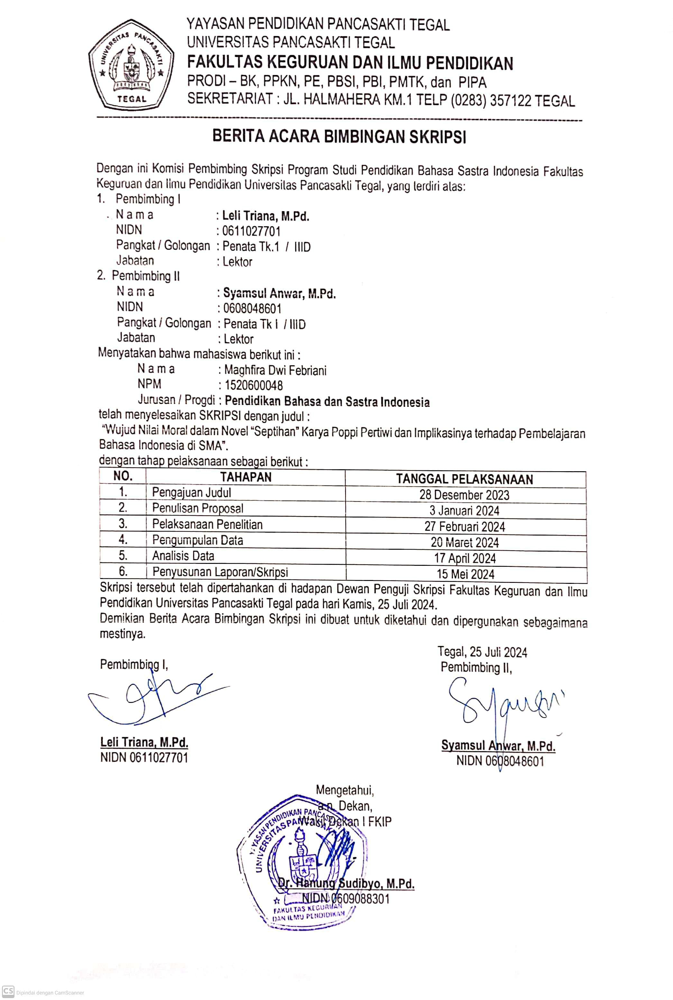 UNIVERSITAS PANCASAKTI
TEGAL
YAYASAN PENDIDIKAN PANCASAKTI TEGAL
UNIVERSITAS PANCASAKTI TEGAL
FAKULTAS KEGURUAN DAN ILMU PENDIDIKAN
PRODI – BK, PPKN, PE, PBSI, PBI, PMTK, dan PIPA
SEKRETARIAT : JL. HALMAHERA KM.1 TELP (0283) 357122 TEGAL
BERITA ACARA BIMBINGAN SKRIPSI
Dengan ini Komisi Pembimbing Skripsi Program Studi Pendidikan Bahasa Sastra Indonesia Fakultas
Keguruan dan Ilmu Pendidikan Universitas Pancasakti Tegal, yang terdiri atas:
1. Pembimbing I
N a m a : Leli Triana, M.Pd.
NIDN : 0611027701
Pangkat / Golongan : Penata Tk.1 / IIID
Jabatan : Lektor
2. Pembimbing II
N a m a : Syamsul Anwar, M.Pd.
NIDN : 0608048601
Pangkat / Golongan : Penata Tk I / IIID
Jabatan : Lektor
Menyatakan bahwa mahasiswa berikut ini :
N a m a : Maghfira Dwi Febriani
NPM : 1520600048
Jurusan / Progdi : Pendidikan Bahasa dan Sastra Indonesia
telah menyelesaikan SKRIPSI dengan judul :
“Wujud Nilai Moral dalam Novel “Septihan” Karya Poppi Pertiwi dan Implikasinya terhadap Pembelajaran
Bahasa Indonesia di SMA”.
dengan tahap pelaksanaan sebagai berikut :
NO. TAHAPAN TANGGAL PELAKSANAAN
1. Pengajuan Judul 28 Desember 2023
2. Penulisan Proposal 3 Januari 2024
3. Pelaksanaan Penelitian 27 Februari 2024
4. Pengumpulan Data 20 Maret 2024
5. Analisis Data 17 April 2024
6. Penyusunan Laporan/Skripsi 15 Mei 2024
Skripsi tersebut telah dipertahankan di hadapan Dewan Penguji Skripsi Fakultas Keguruan dan Ilmu
Pendidikan Universitas Pancasakti Tegal pada hari Kamis, 25 Juli 2024.
Demikian Berita Acara Bimbingan Skripsi ini dibuat untuk diketahui dan dipergunakan sebagaimana
mestinya.
Tegal, 25 Juli 2024
Pembimbing I,
Pembimbing II,
Leli Triana, M.Pd.
NIDN 0611027701
Syamsul Anwar, M.Pd.
NIDN 0608048601
Mengetahui,
a.n. Dekan,
Wakil Dekan I FKIP
YAYASAN PENDIDIKAN PANCASAKTI
UNIVERSITAS PANCASAKTI
Dr. Hanung Sudibyo, M.Pd.
NIDN 0609088301
FAKULTAS KEGURUAN
DAN ILMU PENDIDIKAN
CS Dipindai dengan CamScanner